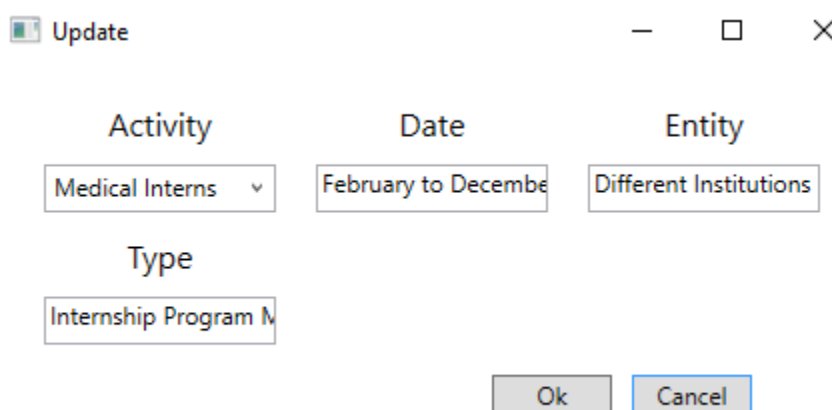 Update
Activity Date Entity
Medical Interns February to Decembe Different Institutions
Type
Internship Program M
Ok Cancel